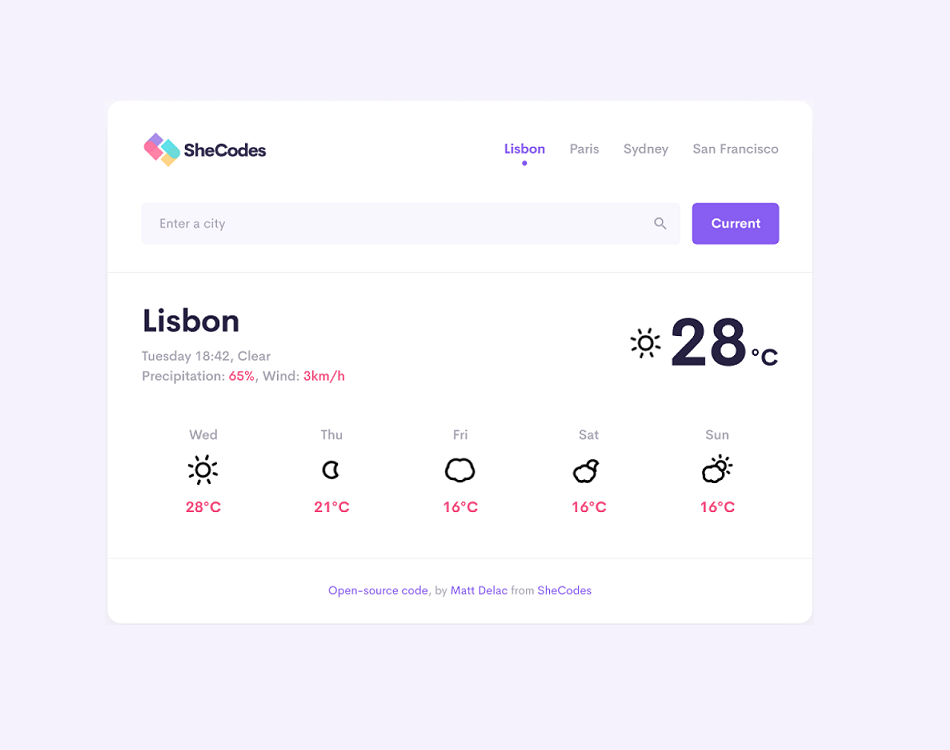 SheCodes
Lisbon Paris Sydney San Francisco
Enter a city
Current
Lisbon
Tuesday 18:42, Clear
Precipitation: 65%, Wind: 3km/h
28°C
Wed Thu Fri Sat Sun
28°C 21°C 16°C 16°C 16°C
Open-source code, by Matt Delac from SheCodes